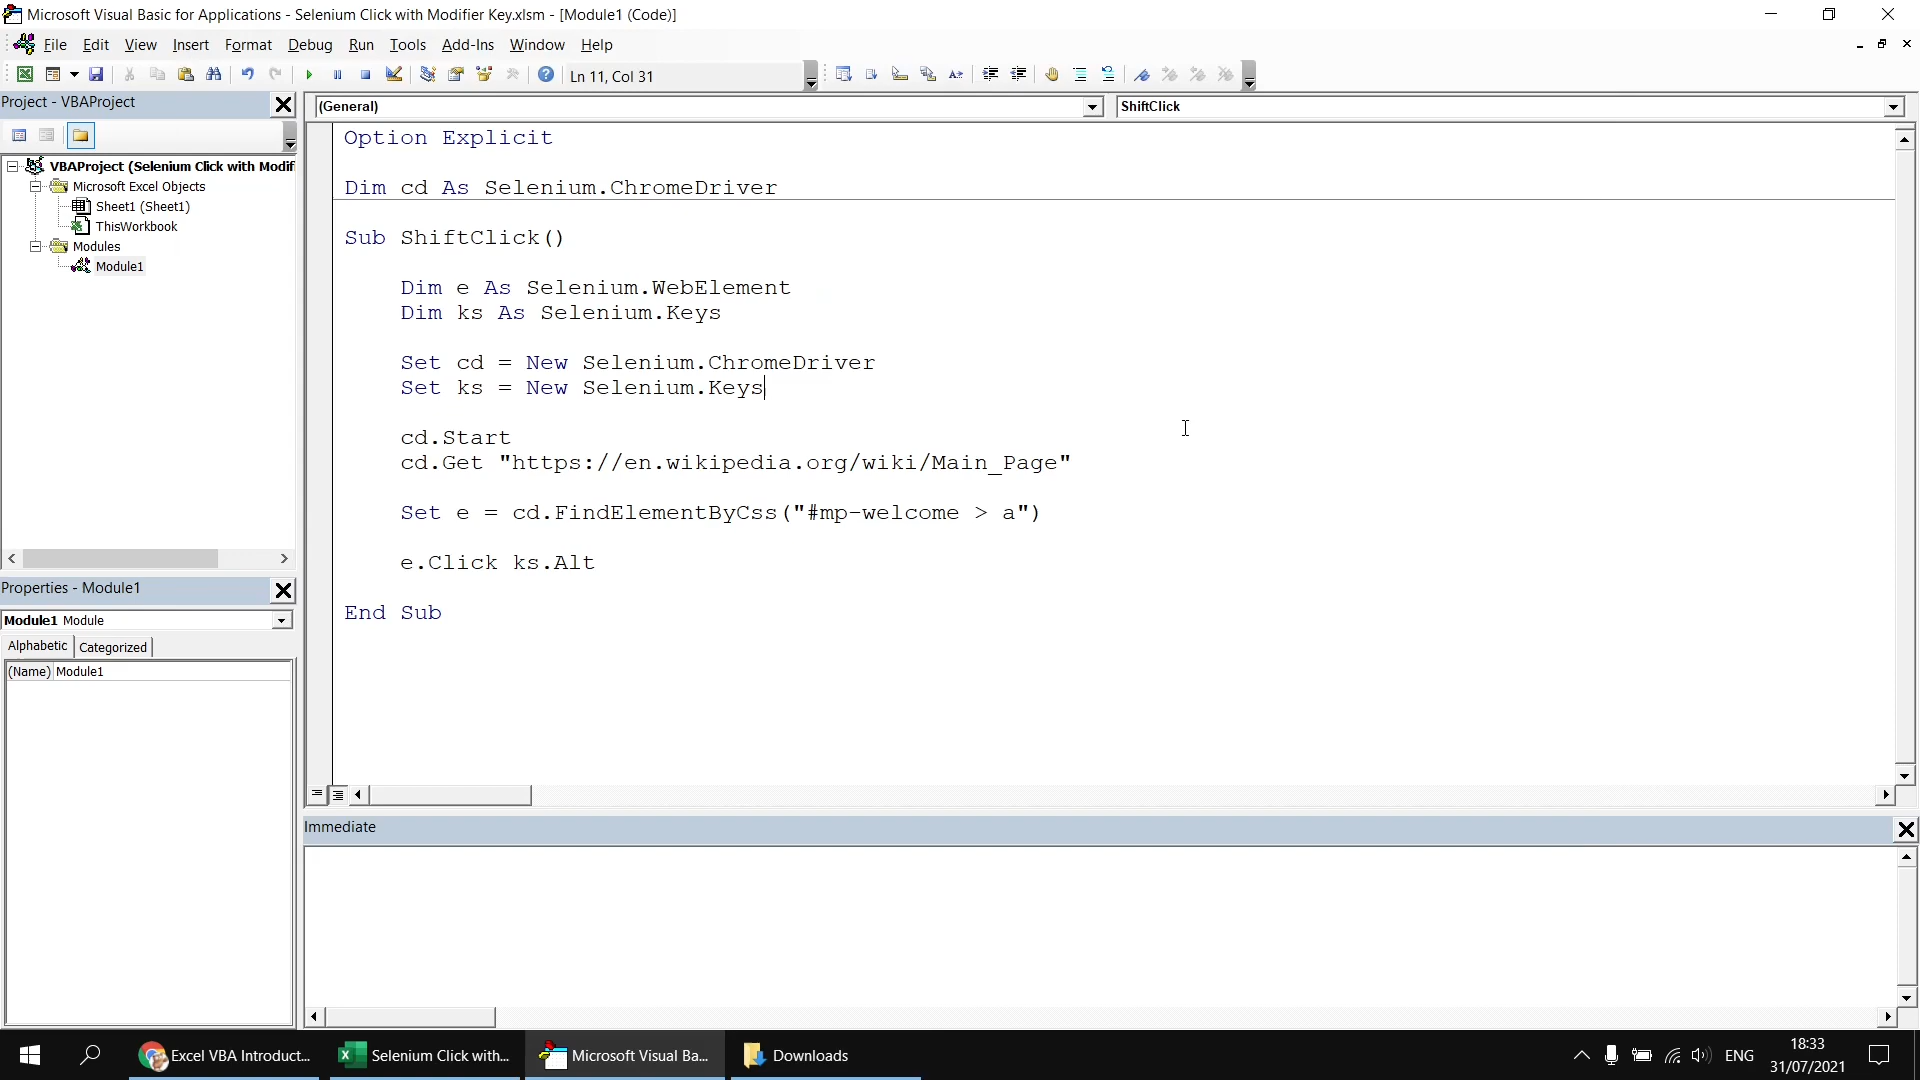 Microsoft Visual Basic for Applications - Selenium Click with Modifier Key.xlsm - [Module1 (Code)]
File Edit View Insert Format Debug Run Tools Add-Ins Window Help
Ln 11, Col 31
Project - VBAProject
(General) ShiftClick
VBAProject (Selenium Click with Modif
Microsoft Excel Objects
Sheet1 (Sheet1)
ThisWorkbook
Modules
Module1
Option Explicit
Dim cd As Selenium.ChromeDriver
Sub ShiftClick()
Dim e As Selenium.WebElement
Dim ks As Selenium.Keys
Set cd = New Selenium.ChromeDriver
Set ks = New Selenium.Keys
cd.Start
cd.Get "https://en.wikipedia.org/wiki/Main_Page"
Set e = cd.FindElementByCss("#mp-welcome > a")
e.Click ks.Alt
End Sub
Properties - Module1
Module1 Module
Alphabetic Categorized
(Name) Module1
Immediate
Excel VBA Introduct... Selenium Click with... Microsoft Visual Ba... Downloads
ENG
18:33
31/07/2021